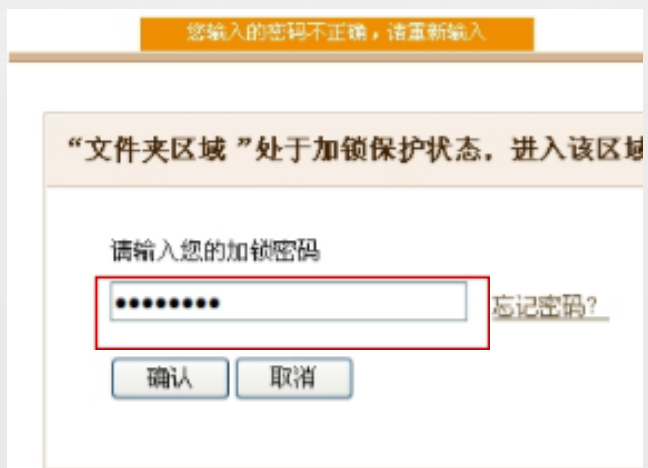 您输入的密码不正确，请重新输入
“文件夹区域 ”处于加锁保护状态，进入该区域
请输入您的加锁密码
••••••••
忘记密码?
确认 取消